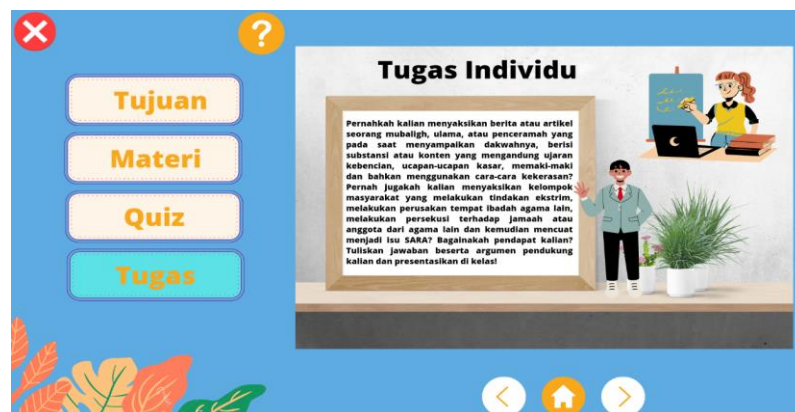 ?
Tujuan
Materi
Quiz
Tugas
Tugas Individu
Pernahkah kalian menyaksikan berita atau artikel
seorang mubaligh, ulama, atau penceramah yang
pada saat menyampaikan dakwahnya, berisi
substansi atau konten yang mengandung ujaran
kebencian, ucapan-ucapan kasar, memaki-maki
dan bahkan menggunakan cara-cara kekerasan?
Pernah jugakah kalian menyaksikan kelompok
masyarakat yang melakukan tindakan ekstrim,
melakukan perusakan tempat ibadah agama lain,
melakukan persekusi terhadap jamaah atau
anggota dari agama lain dan kemudian mencuat
menjadi isu SARA? Bagainakah pendapat kalian?
Tuliskan jawaban beserta argumen pendukung
kalian dan presentasikan di kelas!